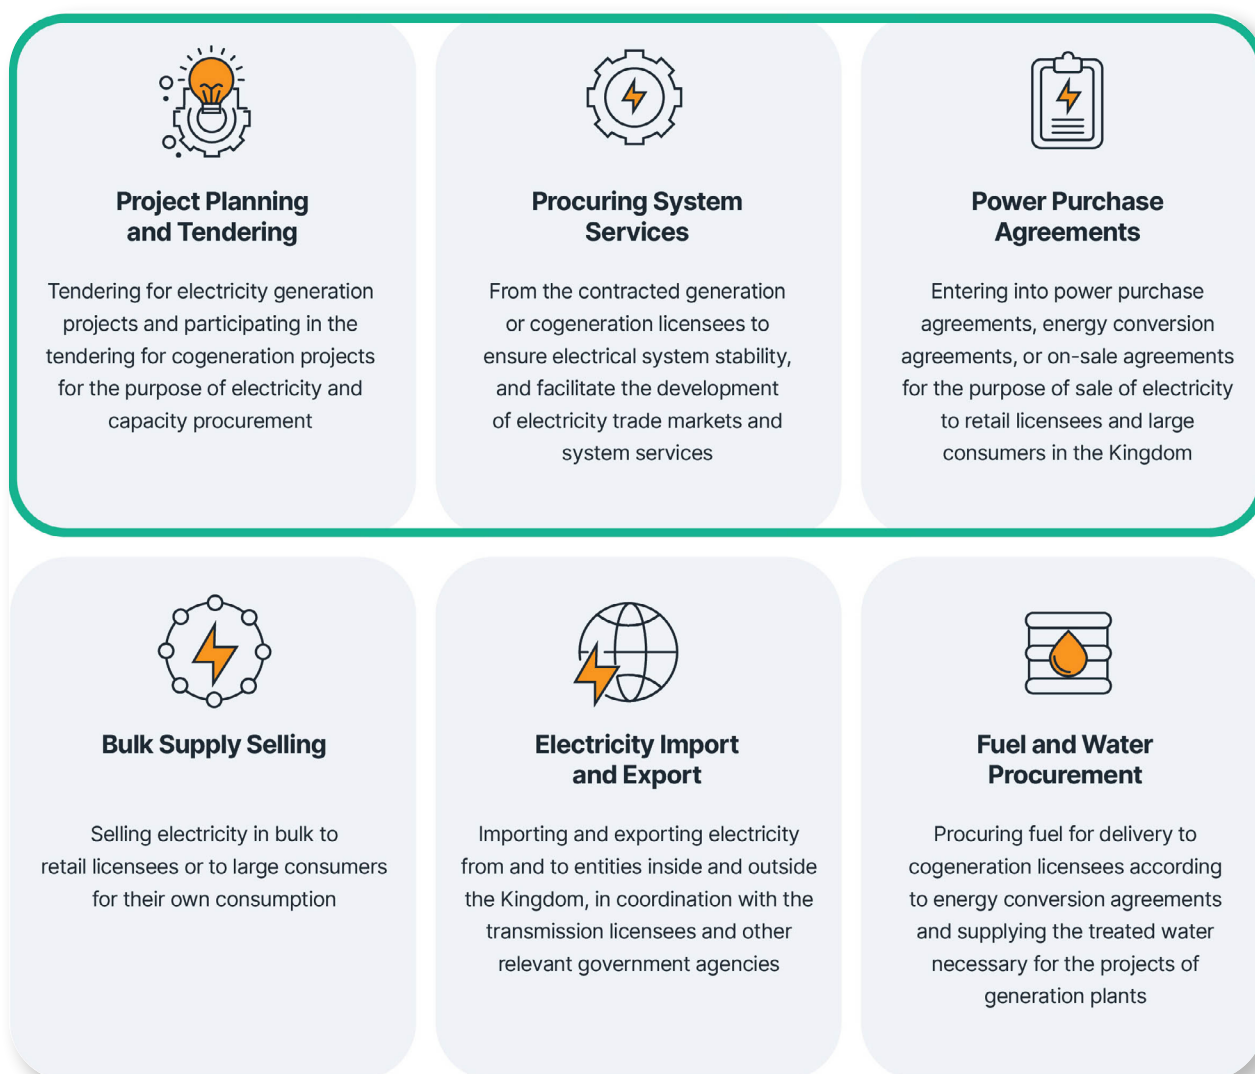 Project Planning
and Tendering
Tendering for electricity generation
projects and participating in the
tendering for cogeneration projects
for the purpose of electricity and
capacity procurement
Procuring System
Services
From the contracted generation
or cogeneration licensees to
ensure electrical system stability,
and facilitate the development
of electricity trade markets and
system services
Power Purchase
Agreements
Entering into power purchase
agreements, energy conversion
agreements, or on-sale agreements
for the purpose of sale of electricity
to retail licensees and large
consumers in the Kingdom
Bulk Supply Selling
Selling electricity in bulk to
retail licensees or to large consumers
for their own consumption
Electricity Import
and Export
Importing and exporting electricity
from and to entities inside and outside
the Kingdom, in coordination with the
transmission licensees and other
relevant government agencies
Fuel and Water
Procurement
Procuring fuel for delivery to
cogeneration licensees according
to energy conversion agreements
and supplying the treated water
necessary for the projects of
generation plants